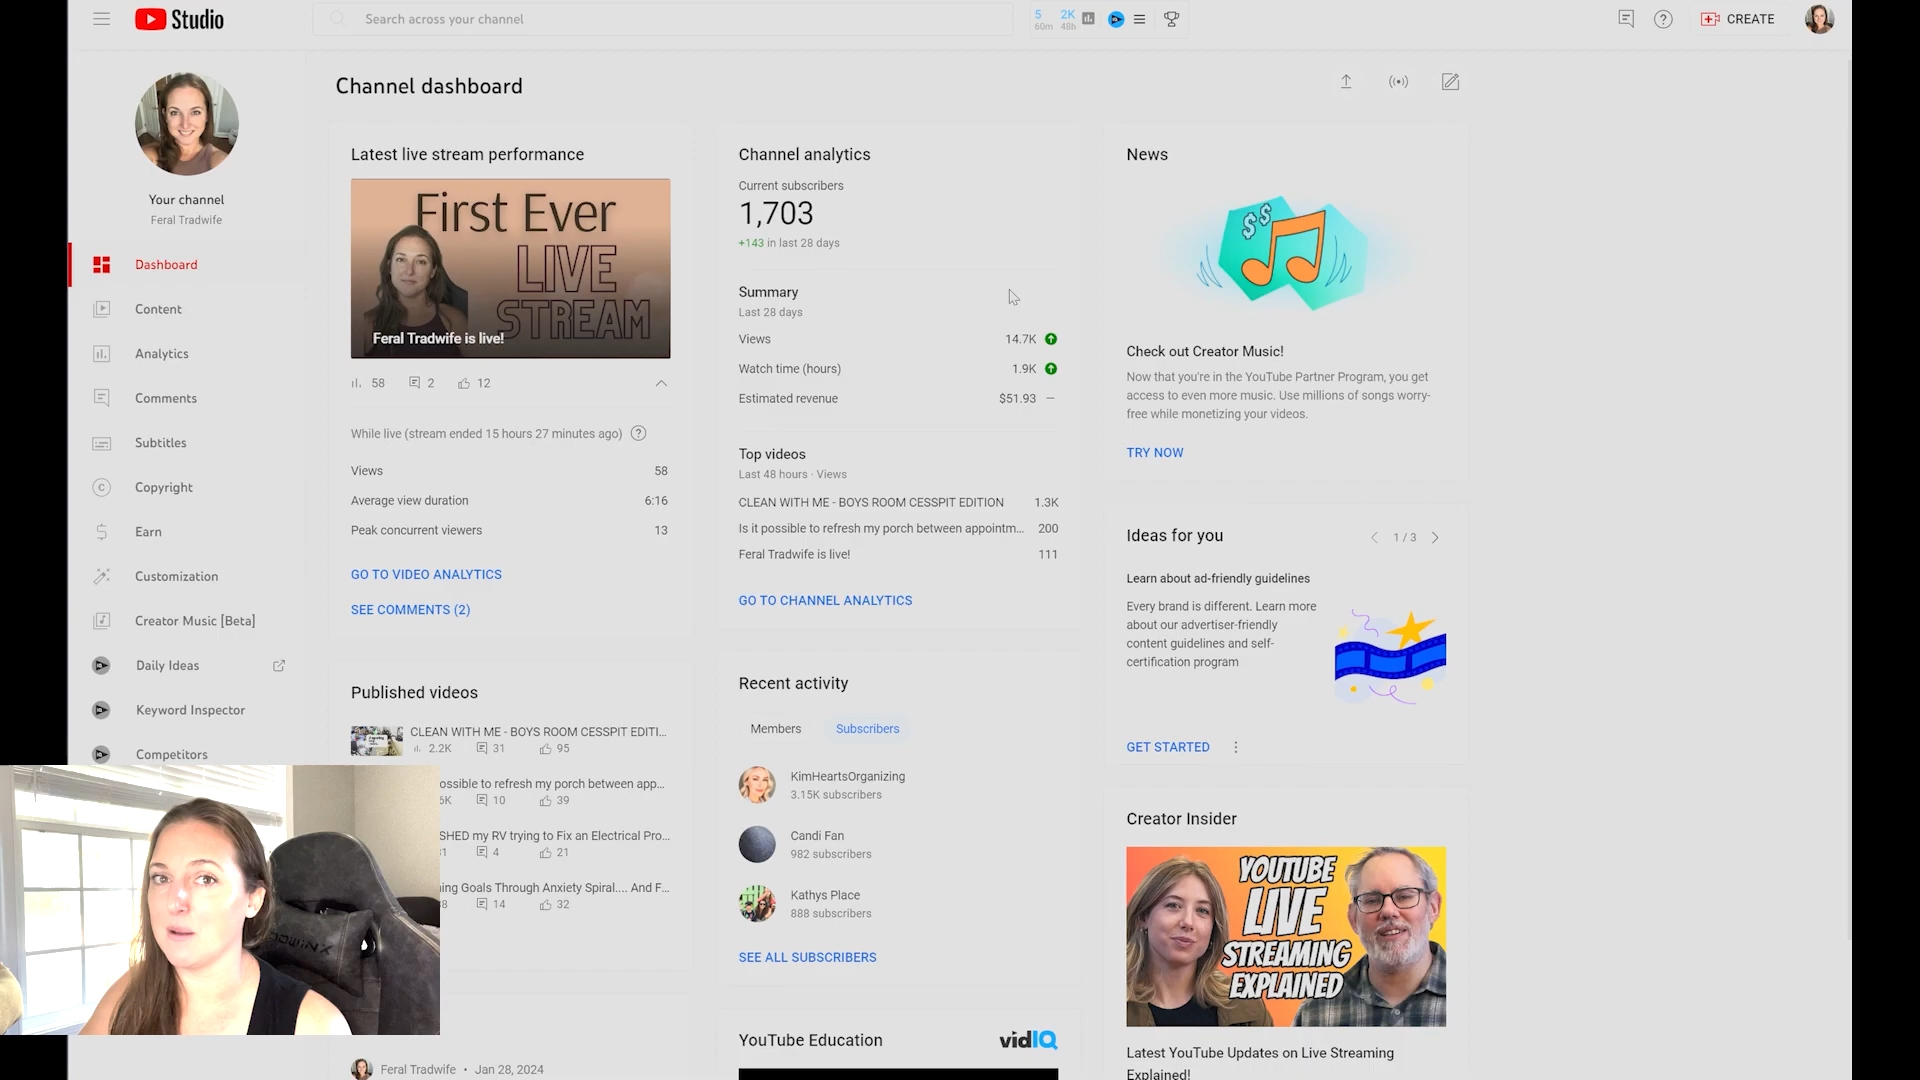 Studio
Search across your channel
5
60m
2K
48h
CREATE
Your channel
Feral Tradwife
Dashboard
Content
Analytics
Comments
Subtitles
Copyright
Earn
Customization
Creator Music [Beta]
Daily Ideas
Keyword Inspector
Competitors
Channel dashboard
Latest live stream performance
First Ever
LIVE
STREAM
Feral Tradwife is live!
58 2 12
While live (stream ended 15 hours 27 minutes ago)
Views 58
Average view duration 6:16
Peak concurrent viewers 13
GO TO VIDEO ANALYTICS
SEE COMMENTS (2)
Published videos
CLEAN WITH ME - BOYS ROOM CESSPIT EDITI...
2.2K 31 95
ossible to refresh my porch between app...
6K 10 39
SHED my RV trying to Fix an Electrical Pro...
4 21
ing Goals Through Anxiety Spiral.... And F...
8 14 32
Feral Tradwife • Jan 28, 2024
Channel analytics
Current subscribers
1,703
+143 in last 28 days
Summary
Last 28 days
Views 14.7K
Watch time (hours) 1.9K
Estimated revenue $51.93 —
Top videos
Last 48 hours · Views
CLEAN WITH ME - BOYS ROOM CESSPIT EDITION 1.3K
Is it possible to refresh my porch between appointm... 200
Feral Tradwife is live! 111
GO TO CHANNEL ANALYTICS
Recent activity
Members Subscribers
KimHeartsOrganizing
3.15K subscribers
Candi Fan
982 subscribers
Kathys Place
888 subscribers
SEE ALL SUBSCRIBERS
YouTube Education vidIQ
News
$$
Check out Creator Music!
Now that you're in the YouTube Partner Program, you get
access to even more music. Use millions of songs worry-
free while monetizing your videos.
TRY NOW
Ideas for you 1 / 3
Learn about ad-friendly guidelines
Every brand is different. Learn more
about our advertiser-friendly
content guidelines and self-
certification program
GET STARTED
Creator Insider
YOUTUBE
LIVE
STREAMING
EXPLAINED
Latest YouTube Updates on Live Streaming
Explained!